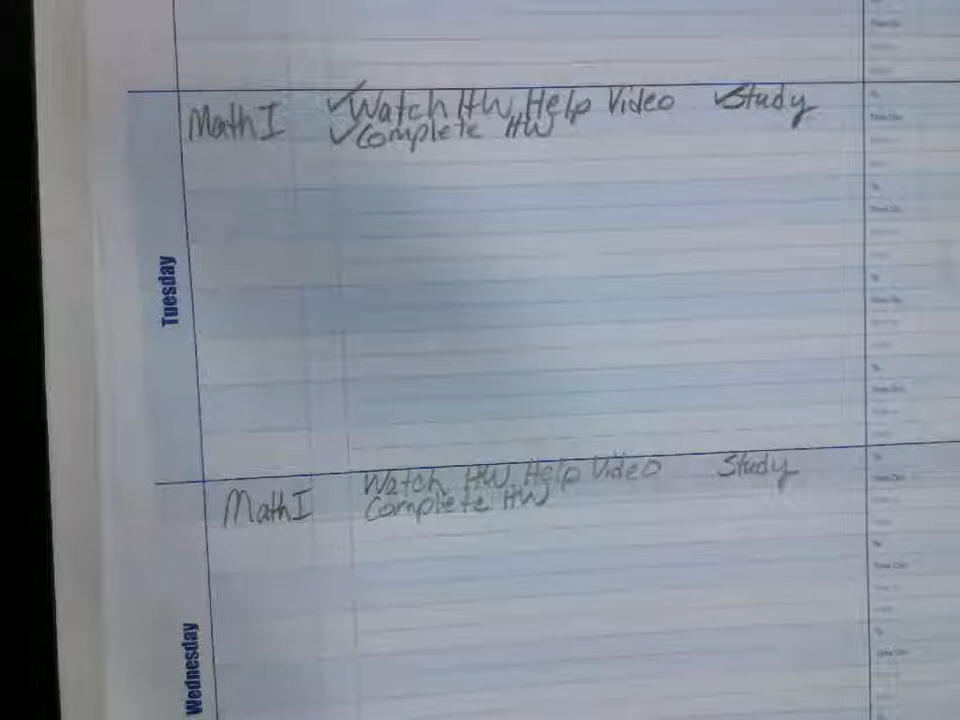 Math I ✓Watch HW Help Video ✓Study
✓Complete HW
Tuesday
Math I Watch HW Help Video Study
Complete HW
Wednesday